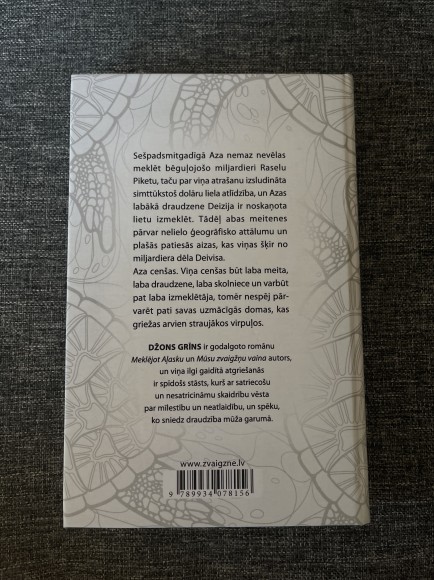 Sešpadsmitgadīgā Aza nemaz nevēlas
meklēt bēguļojošo miljardieri Raselu
Piketu, taču par viņa atrašanu izsludināta
simttūkstoš dolāru liela atlīdzība, un Azas
labākā draudzene Deizija ir noskaņota
lietu izmeklēt. Tādēļ abas meitenes
pārvar nelielo ģeogrāfisko attālumu un
plašās patiesās aizas, kas viņas šķir no
miljardiera dēla Deivisa.
Aza cenšas. Viņa cenšas būt laba meita,
laba draudzene, laba skolniece un varbūt
pat laba izmeklētāja, tomēr nespēj pār-
varēt pati savas uzmācīgās domas, kas
griežas arvien straujākos virpuļos.
DŽONS GRĪNS ir godalgoto romānu
Meklējot Aļasku un Mūsu zvaigžņu vaina autors,
un viņa ilgi gaidītā atgriešanās
ir spidošs stāsts, kurš ar satriecošu
un nesatricināmu skaidrību vēsta
par mīlestību un neatlaidību, un spēku,
ko sniedz draudzība mūža garumā.
www.zvaigzne.lv
9 789934 078156